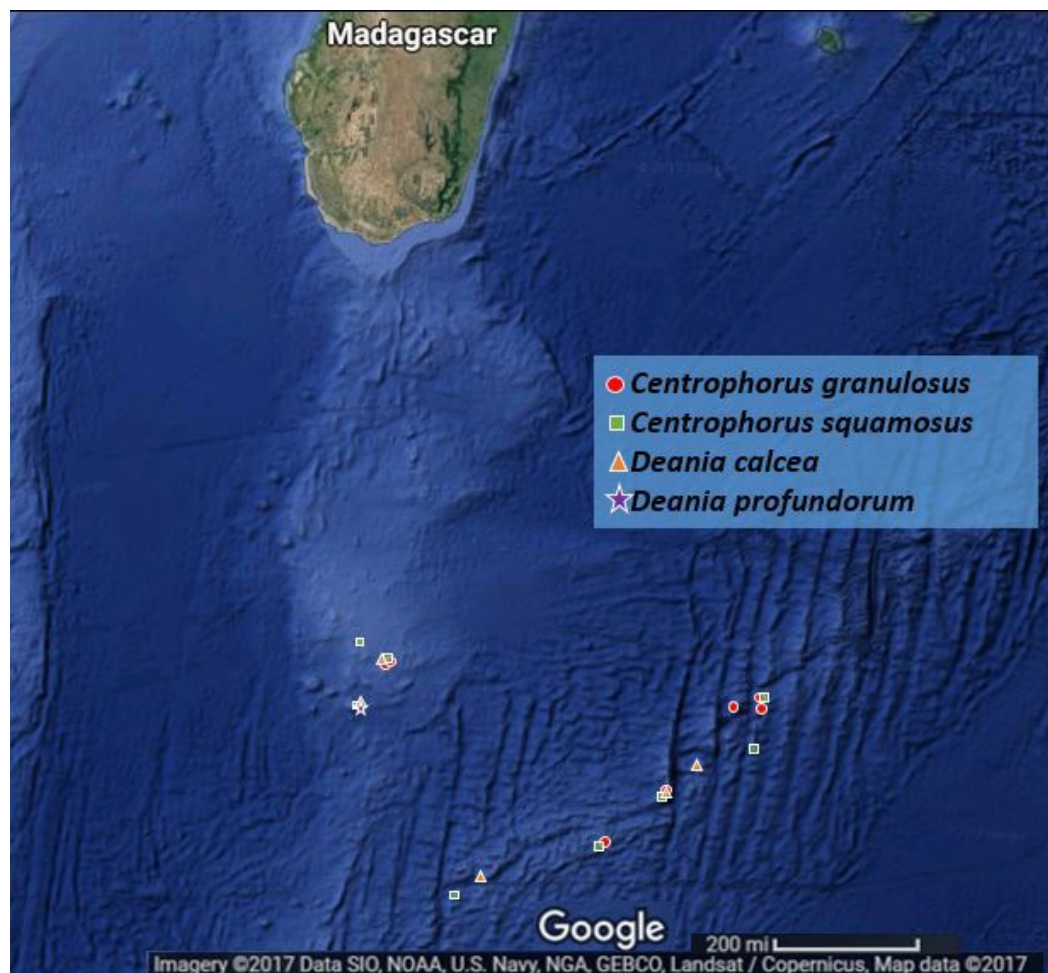 Madagascar
Centrophorus granulosus
Centrophorus squamosus
Deania calcea
Deania profundorum
Google
200 mi
Imagery ©2017 Data SIO, NOAA, U.S. Navy, NGA, GEBCO, Landsat / Copernicus, Map data ©2017